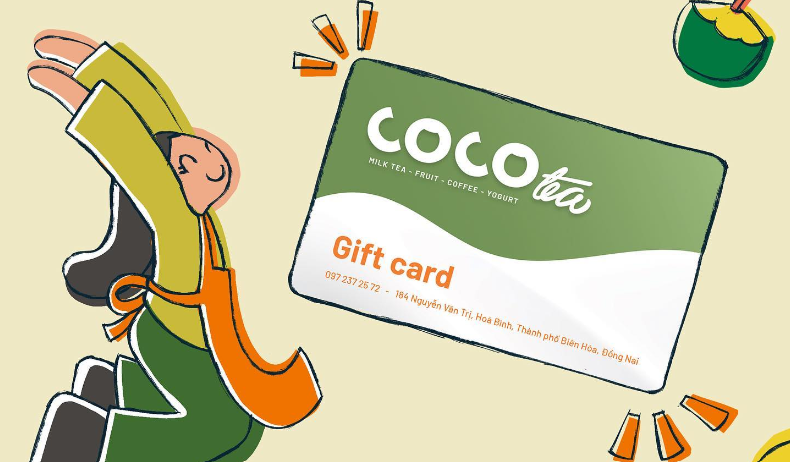 COCO tea
MILK TEA - FRUIT - COFFEE - YOGURT
Gift card
097 237 25 72 - 184 Nguyễn Văn Trị, Hoà Bình, Thành phố Biên Hòa, Đồng Nai